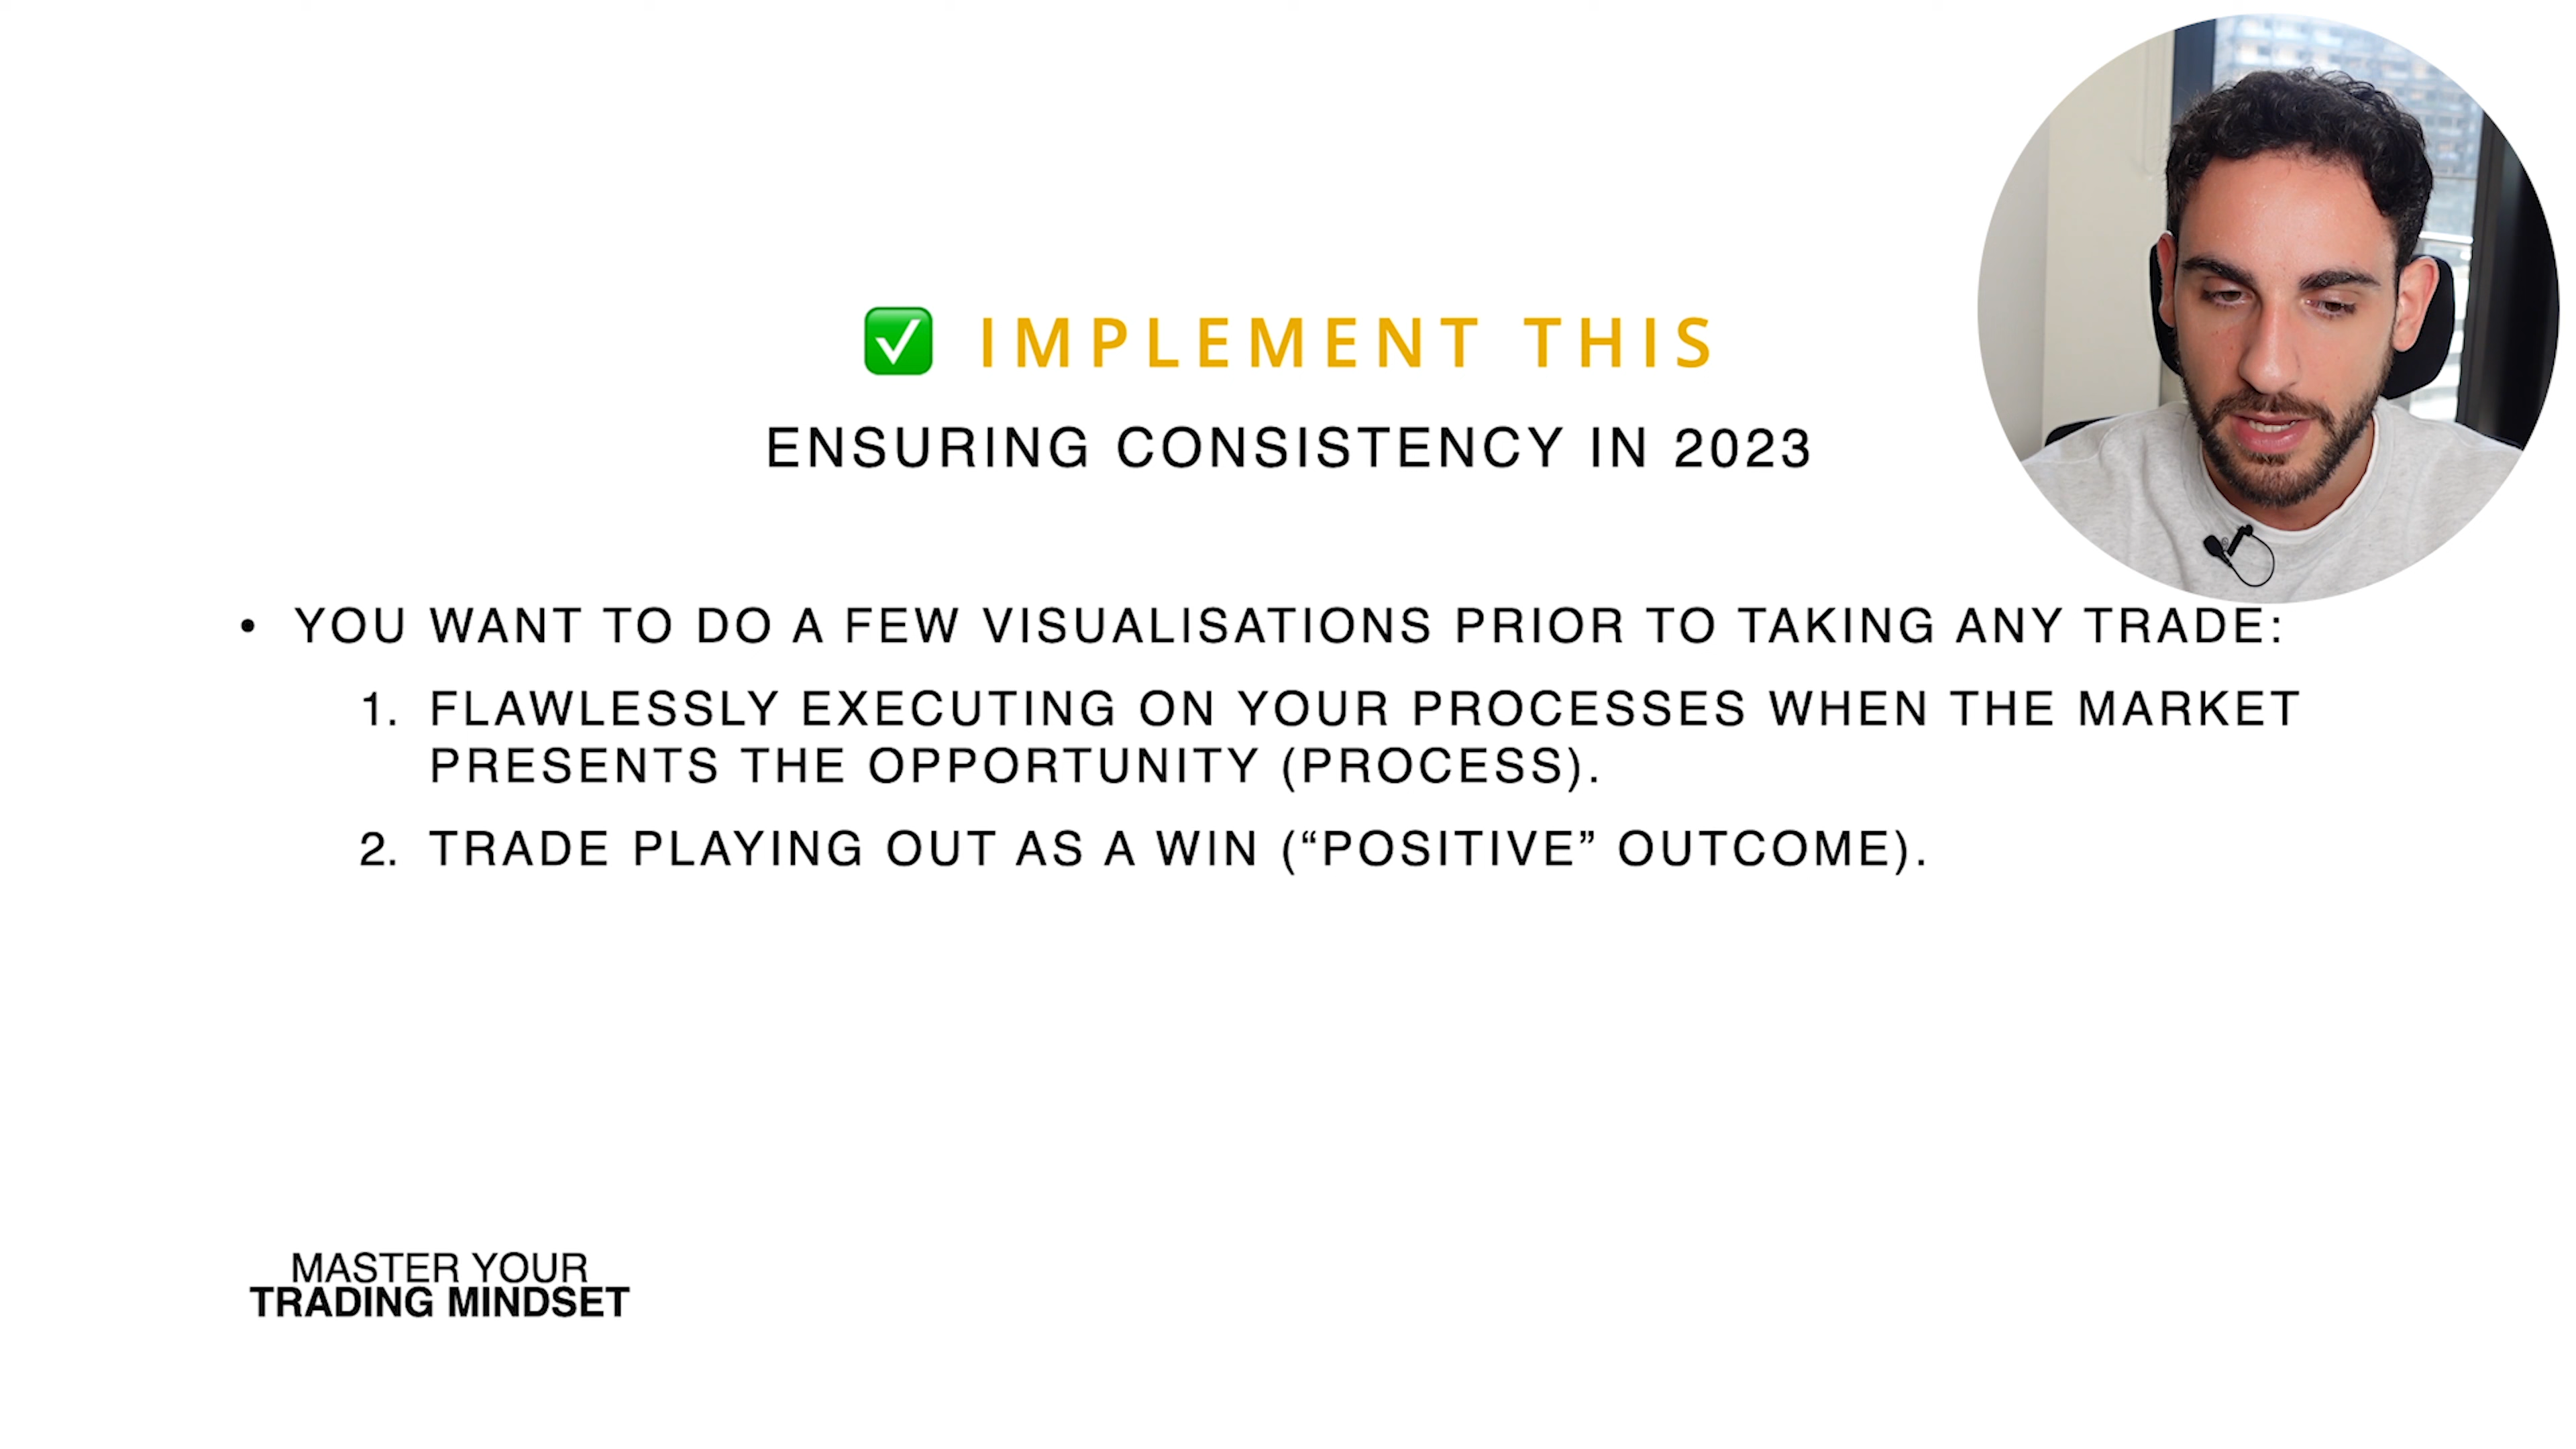 ✅ IMPLEMENT THIS
ENSURING CONSISTENCY IN 2023
• YOU WANT TO DO A FEW VISUALISATIONS PRIOR TO TAKING ANY TRADE:
1. FLAWLESSLY EXECUTING ON YOUR PROCESSES WHEN THE MARKET
PRESENTS THE OPPORTUNITY (PROCESS).
2. TRADE PLAYING OUT AS A WIN (“POSITIVE” OUTCOME).
MASTER YOUR
TRADING MINDSET